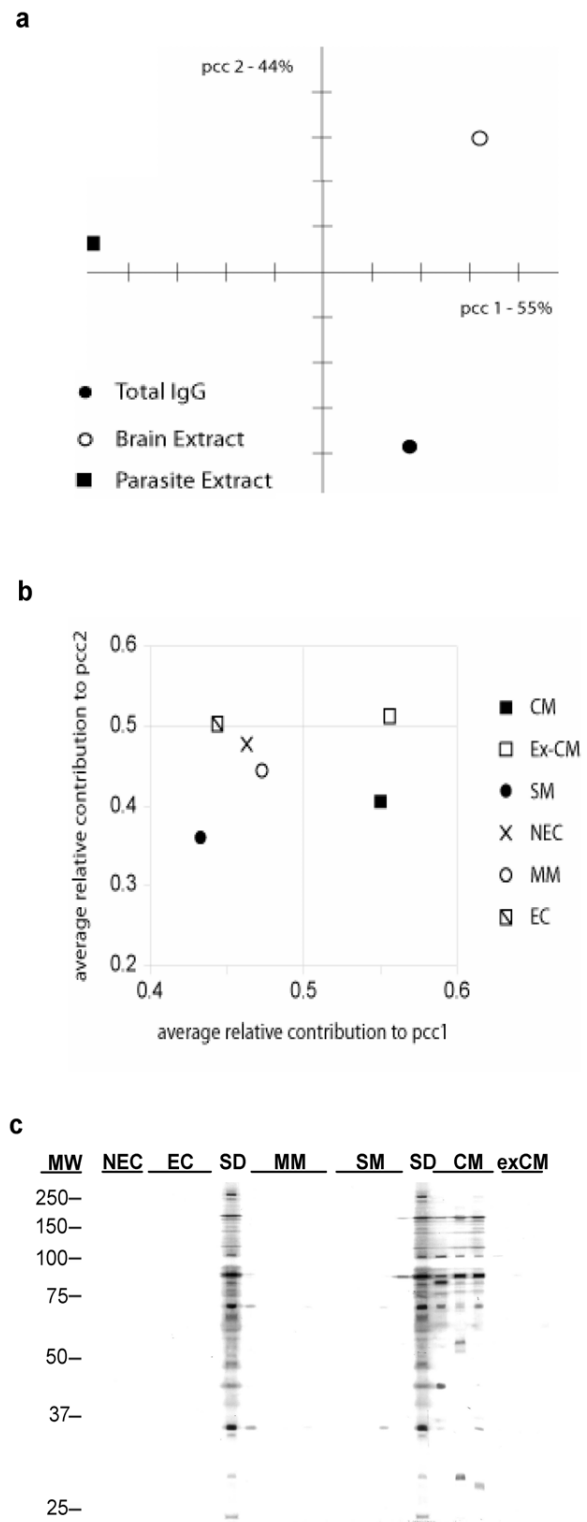 a
pcc 2 - 44%
pcc 1 - 55%
Total IgG
Brain Extract
Parasite Extract
b
average relative contribution to pcc2
0.6
0.5
0.4
0.3
0.2
0.4 0.5 0.6
average relative contribution to pcc1
CM
Ex-CM
SM
NEC
MM
EC
c
MW NEC EC SD MM SM SD CM exCM
250–
150–
100–
75–
50–
37–
25–